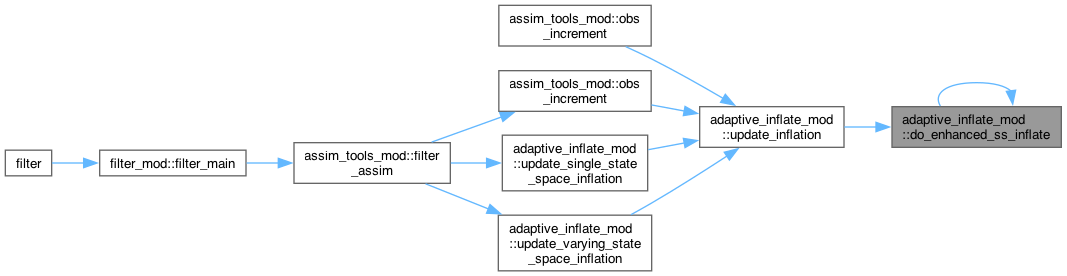 filter
filter_mod::filter_main
assim_tools_mod::filter
_assim
assim_tools_mod::obs
_increment
assim_tools_mod::obs
_increment
adaptive_inflate_mod
::update_single_state
_space_inflation
adaptive_inflate_mod
::update_varying_state
_space_inflation
adaptive_inflate_mod
::update_inflation
adaptive_inflate_mod
::do_enhanced_ss_inflate